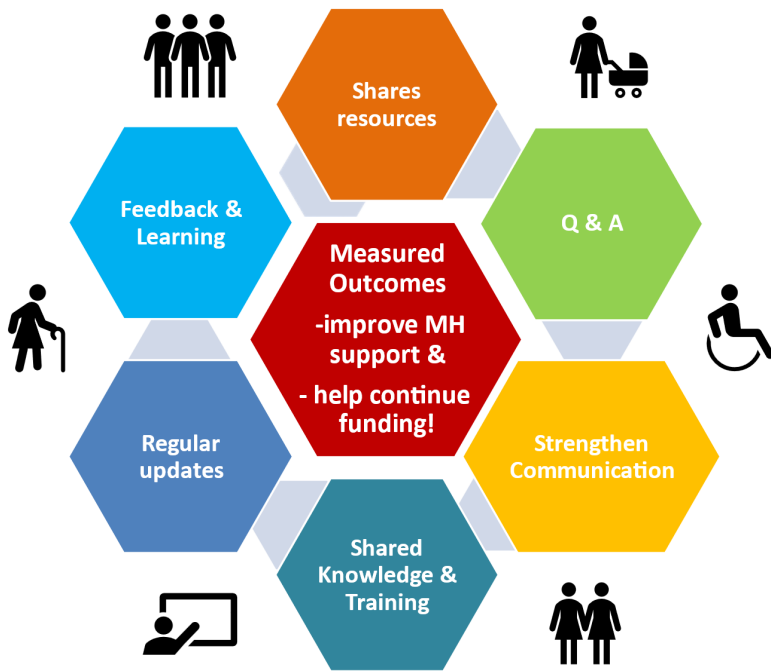 Shares
resources
Q & A
Strengthen
Communication
Shared
Knowledge &
Training
Regular
updates
Feedback &
Learning
Measured
Outcomes
-improve MH
support &
- help continue
funding!